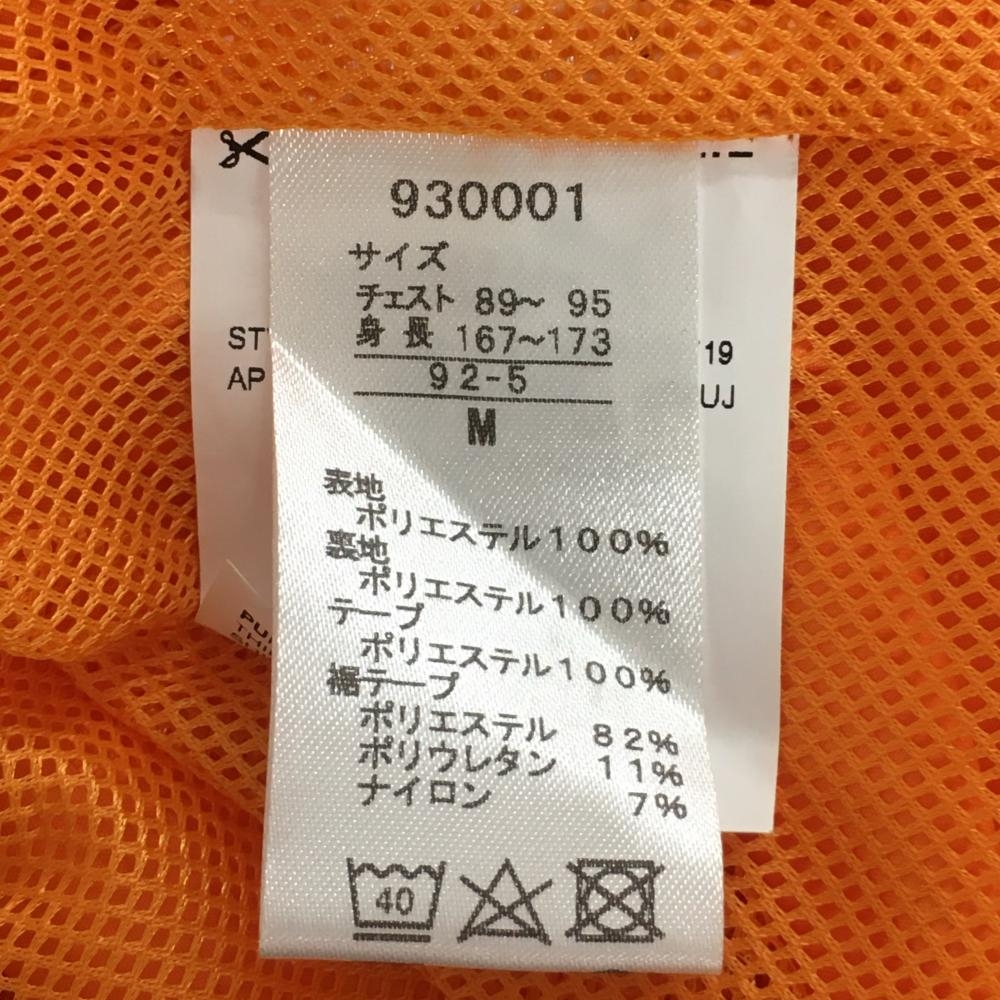 930001
サイズ
チェスト 89〜 95
身長 167〜173
92-5
M
表地
ポリエステル100%
裏地
ポリエステル100%
テープ
ポリエステル100%
裾テープ
ポリエステル 82%
ポリウレタン 11%
ナイロン 7%
40
ST
19
AP
UJ